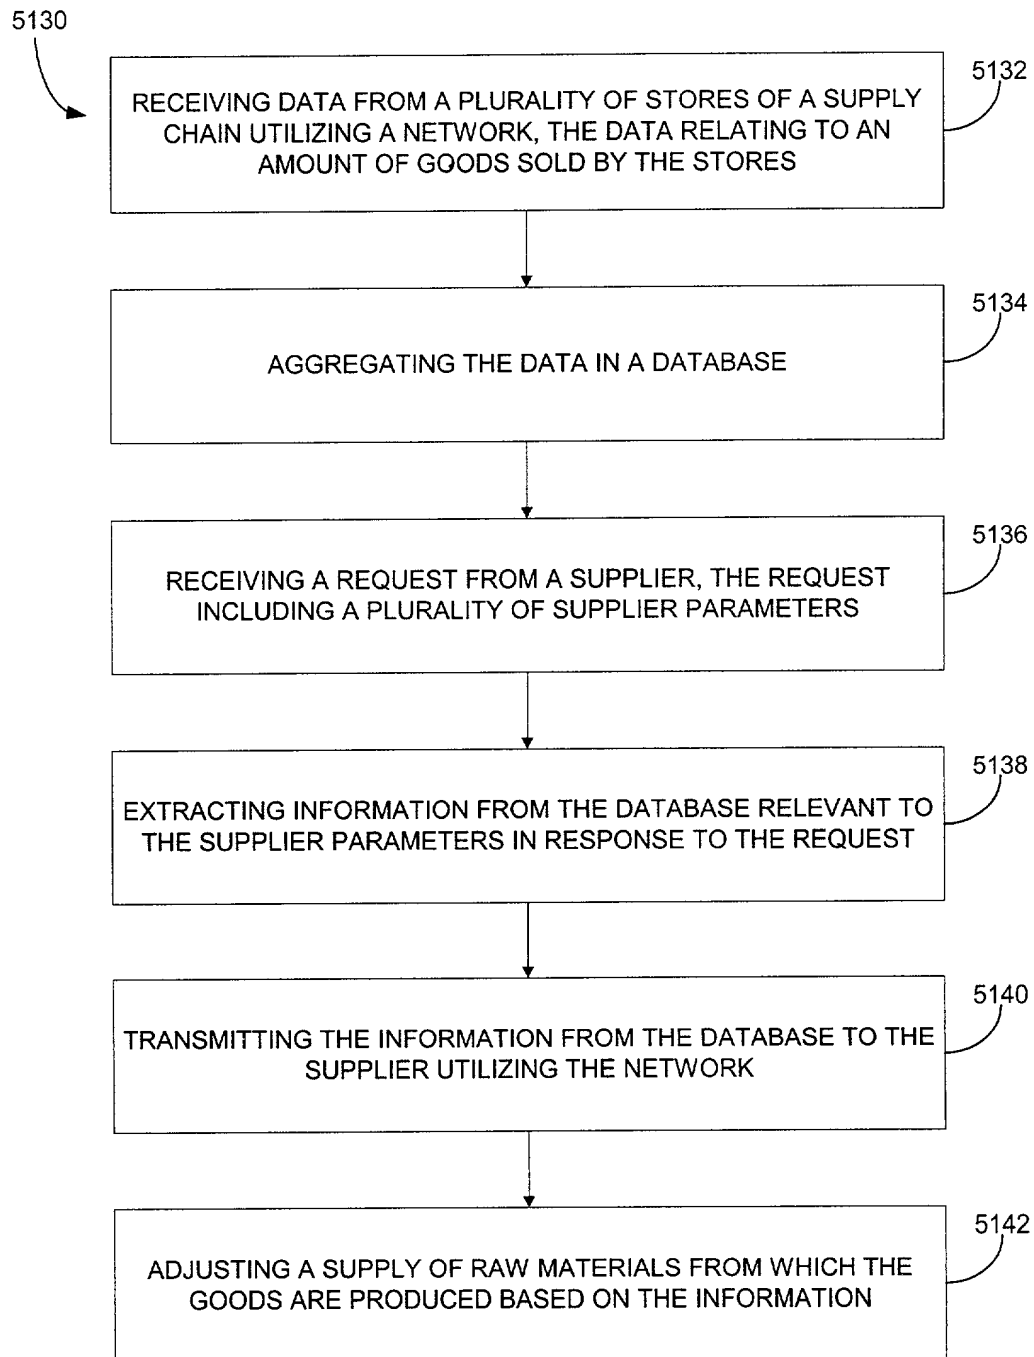 5130
5132
RECEIVING DATA FROM A PLURALITY OF STORES OF A SUPPLY
CHAIN UTILIZING A NETWORK, THE DATA RELATING TO AN
AMOUNT OF GOODS SOLD BY THE STORES
5134
AGGREGATING THE DATA IN A DATABASE
5136
RECEIVING A REQUEST FROM A SUPPLIER, THE REQUEST
INCLUDING A PLURALITY OF SUPPLIER PARAMETERS
5138
EXTRACTING INFORMATION FROM THE DATABASE RELEVANT TO
THE SUPPLIER PARAMETERS IN RESPONSE TO THE REQUEST
5140
TRANSMITTING THE INFORMATION FROM THE DATABASE TO THE
SUPPLIER UTILIZING THE NETWORK
5142
ADJUSTING A SUPPLY OF RAW MATERIALS FROM WHICH THE
GOODS ARE PRODUCED BASED ON THE INFORMATION